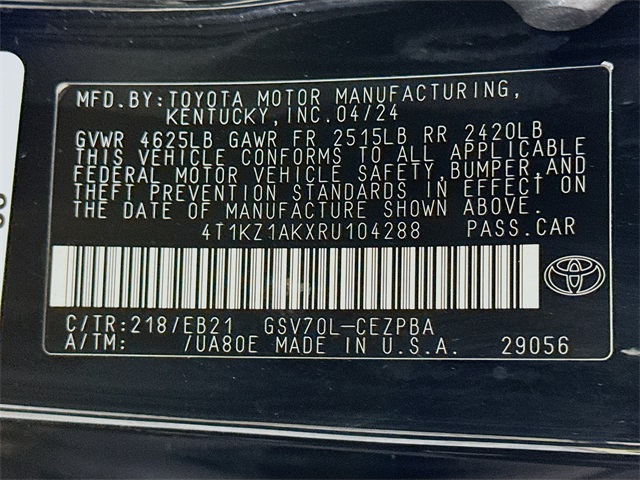 MFD.BY:TOYOTA MOTOR MANUFACTURING,
KENTUCKY, INC.04/24
GVWR 4625LB GAWR FR 2515LB RR 2420LB
THIS VEHICLE CONFORMS TO ALL APPLICABLE
FEDERAL MOTOR VEHICLE SAFETY,BUMPER,AND
THEFT PREVENTION STANDARDS IN EFFECT ON
THE DATE OF MANUFACTURE SHOWN ABOVE.
4T1KZ1AKXRU104288 PASS.CAR
C/TR:218/EB21 GSV70L-CEZPBA
A/TM: /UA80E MADE IN U.S.A. 29056